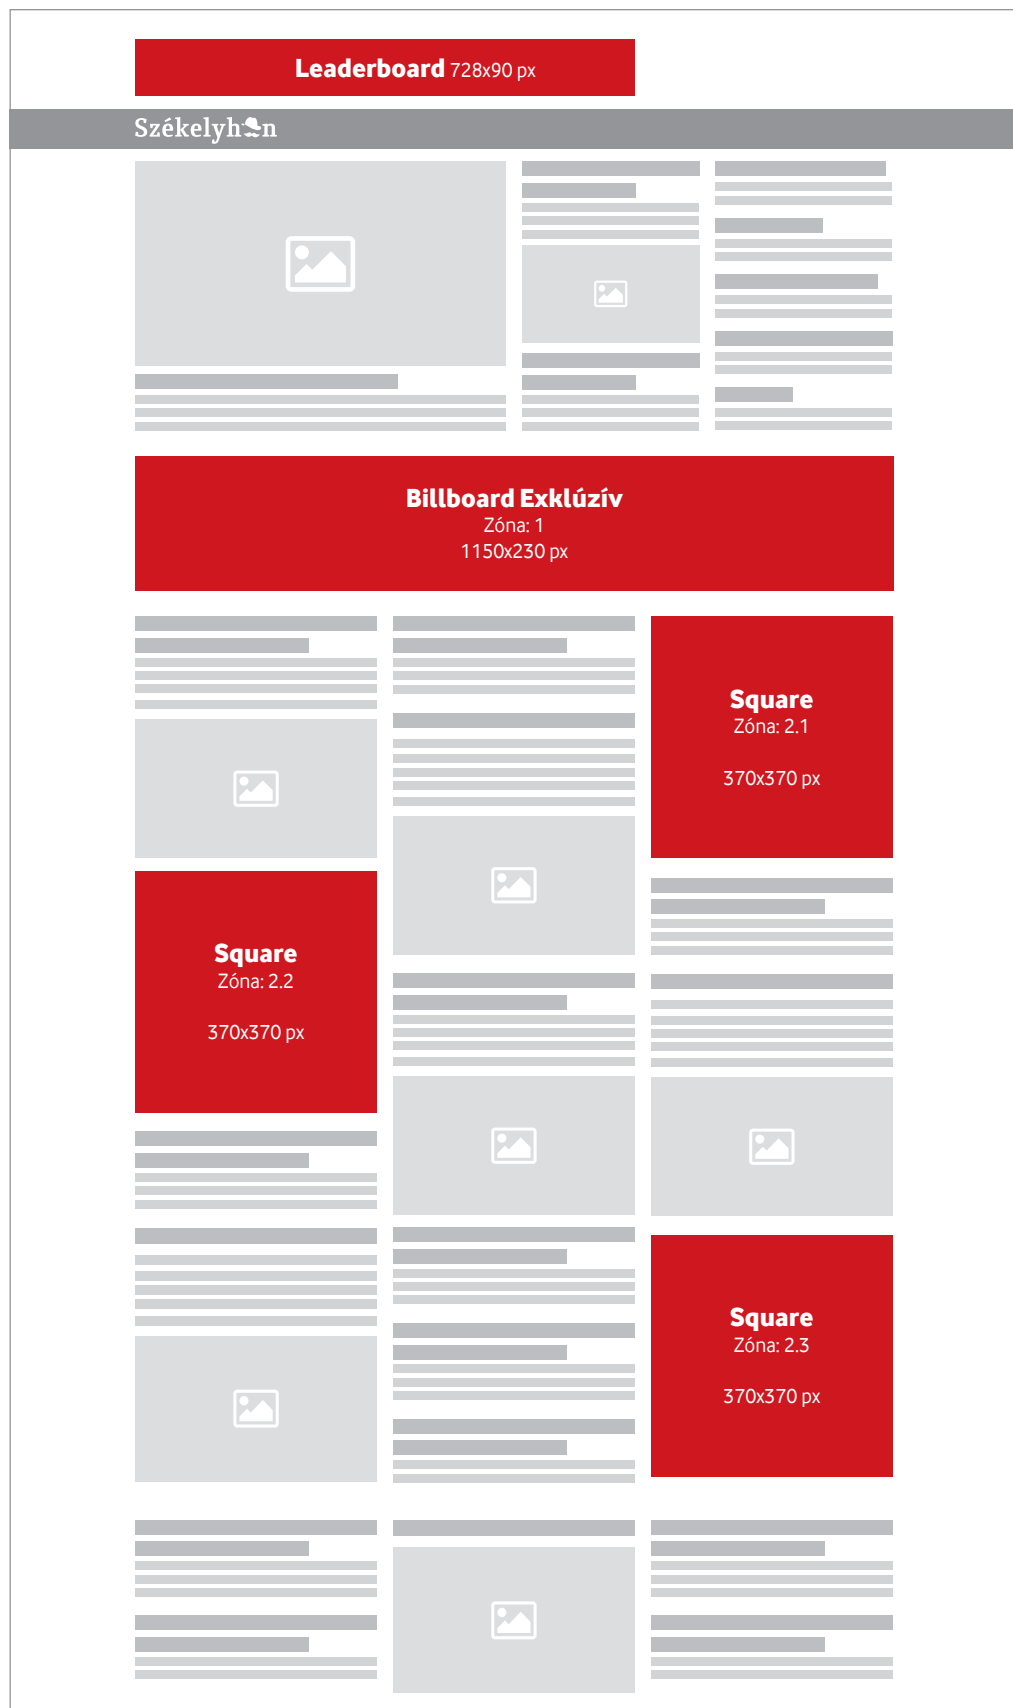 Leaderboard 728x90 px
Székelyhon
Billboard Exklúzív
Zóna: 1
1150x230 px
Square
Zóna: 2.1
370x370 px
Square
Zóna: 2.2
370x370 px
Square
Zóna: 2.3
370x370 px